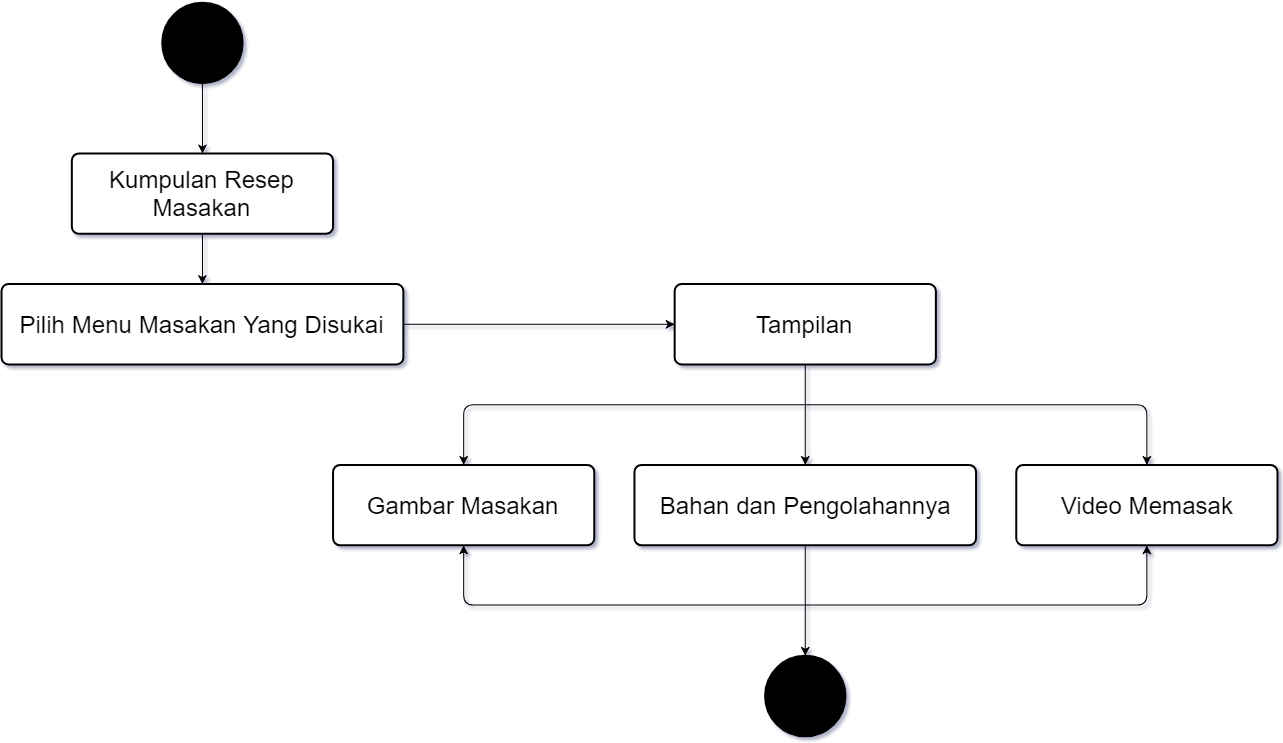 Kumpulan Resep
Masakan
Pilih Menu Masakan Yang Disukai
Tampilan
Gambar Masakan
Bahan dan Pengolahannya
Video Memasak